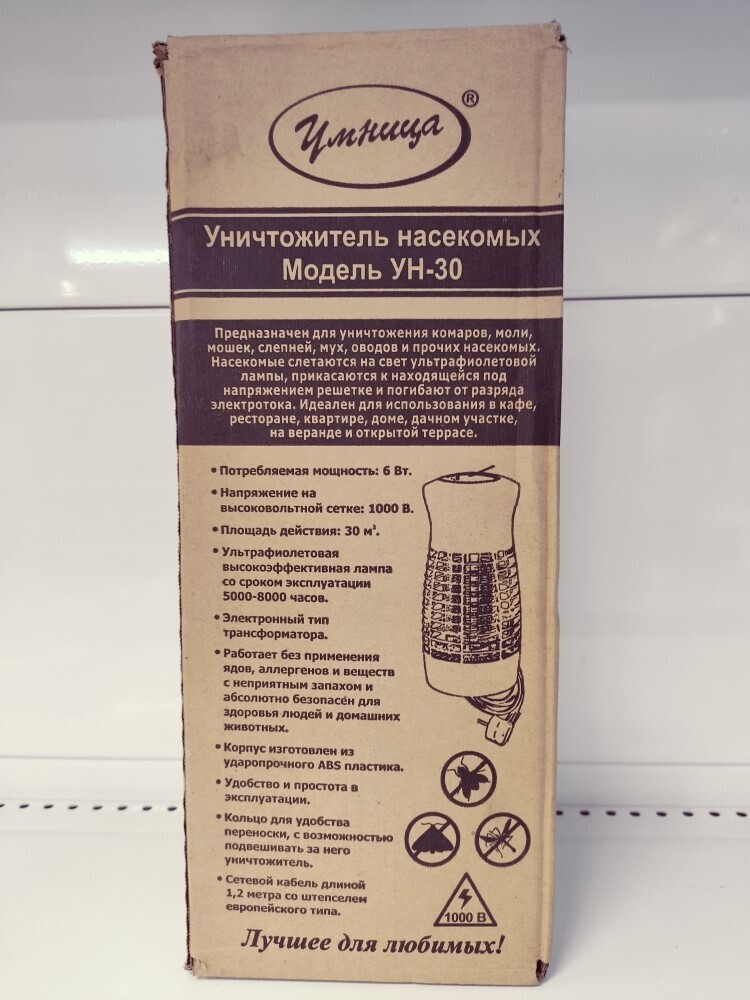 Умница ®
Уничтожитель насекомых
Модель УН-30
Предназначен для уничтожения комаров, моли,
мошек, слепней, мух, оводов и прочих насекомых.
Насекомые слетаются на свет ультрафиолетовой
лампы, прикасаются к находящейся под
напряжением решетке и погибают от разряда
электротока. Идеален для использования в кафе,
ресторане, квартире, доме, дачном участке,
на веранде и открытой террасе.
• Потребляемая мощность: 6 Вт.
• Напряжение на
высоковольтной сетке: 1000 В.
• Площадь действия: 30 м².
• Ультрафиолетовая
высокоэффективная лампа
со сроком эксплуатации
5000-8000 часов.
• Электронный тип
трансформатора.
• Работает без применения
ядов, аллергенов и веществ
с неприятным запахом и
абсолютно безопасен для
здоровья людей и домашних
животных.
• Корпус изготовлен из
ударопрочного ABS пластика.
• Удобство и простота в
эксплуатации.
• Кольцо для удобства
переноски, с возможностью
подвешивать за него
уничтожитель.
• Сетевой кабель длиной
1,2 метра со штепселем
европейского типа.
1000 В
Лучшее для любимых!